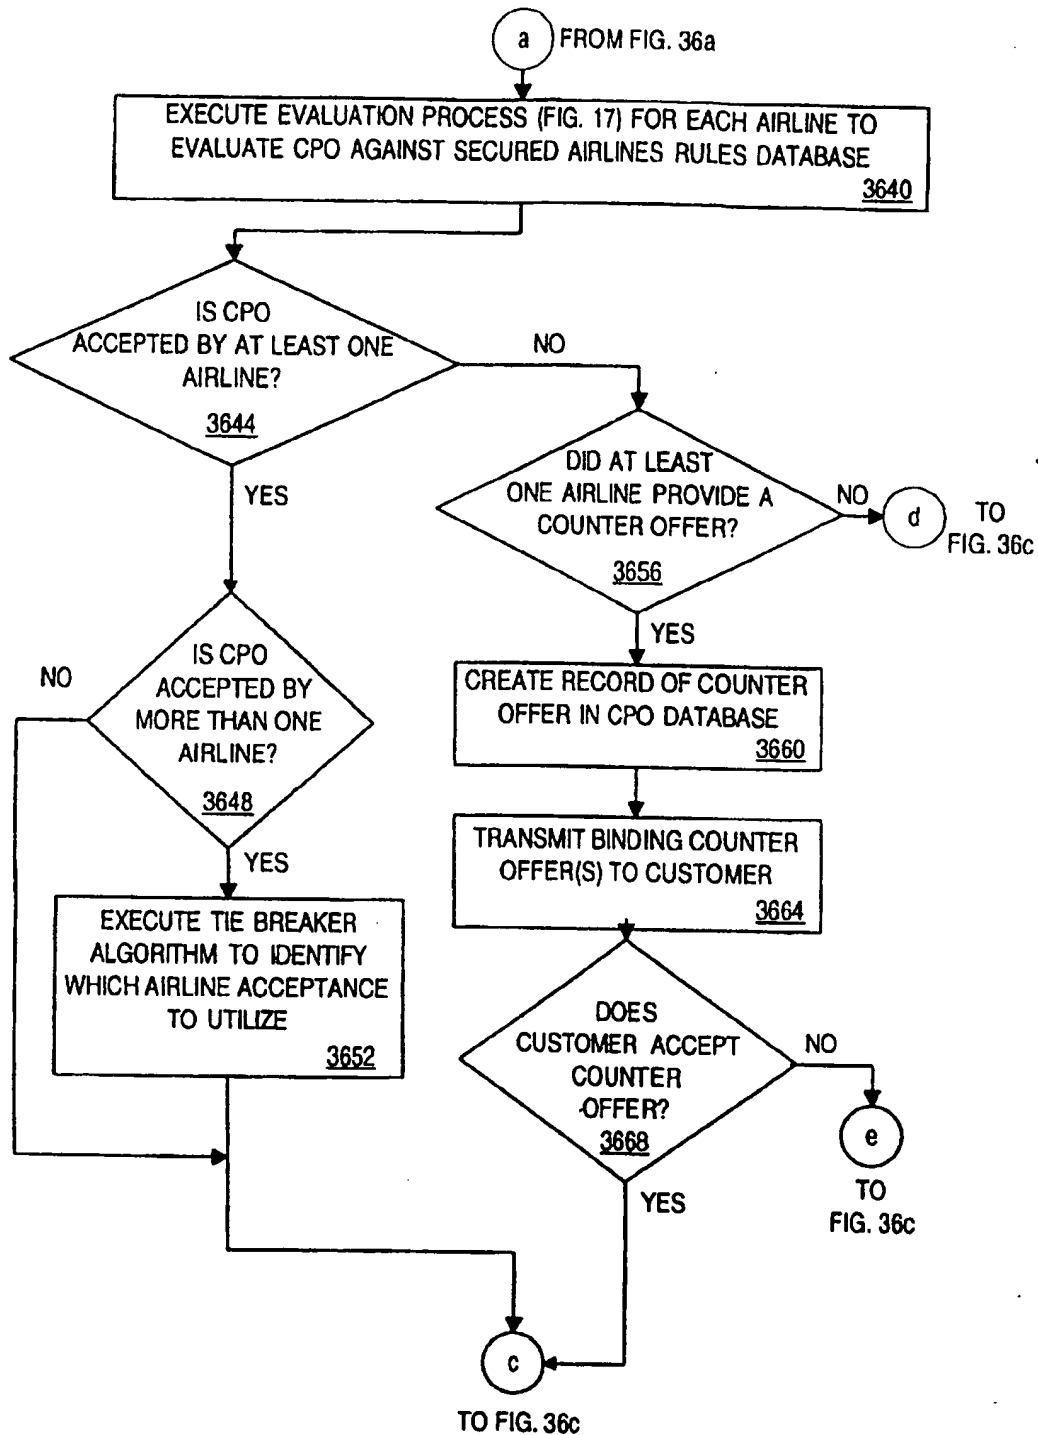 a FROM FIG. 36a
EXECUTE EVALUATION PROCESS (FIG. 17) FOR EACH AIRLINE TO
EVALUATE CPO AGAINST SECURED AIRLINES RULES DATABASE
3640
IS CPO
ACCEPTED BY AT LEAST ONE
AIRLINE?
3644
NO
YES
DID AT LEAST
ONE AIRLINE PROVIDE A
COUNTER OFFER?
3656
NO
d TO
FIG. 36c
YES
IS CPO
ACCEPTED BY
MORE THAN ONE
AIRLINE?
3648
NO
YES
CREATE RECORD OF COUNTER
OFFER IN CPO DATABASE
3660
TRANSMIT BINDING COUNTER
OFFER(S) TO CUSTOMER
3664
EXECUTE TIE BREAKER
ALGORITHM TO IDENTIFY
WHICH AIRLINE ACCEPTANCE
TO UTILIZE
3652
DOES
CUSTOMER ACCEPT
COUNTER
OFFER?
3668
NO
e
TO
FIG. 36c
YES
c
TO FIG. 36c